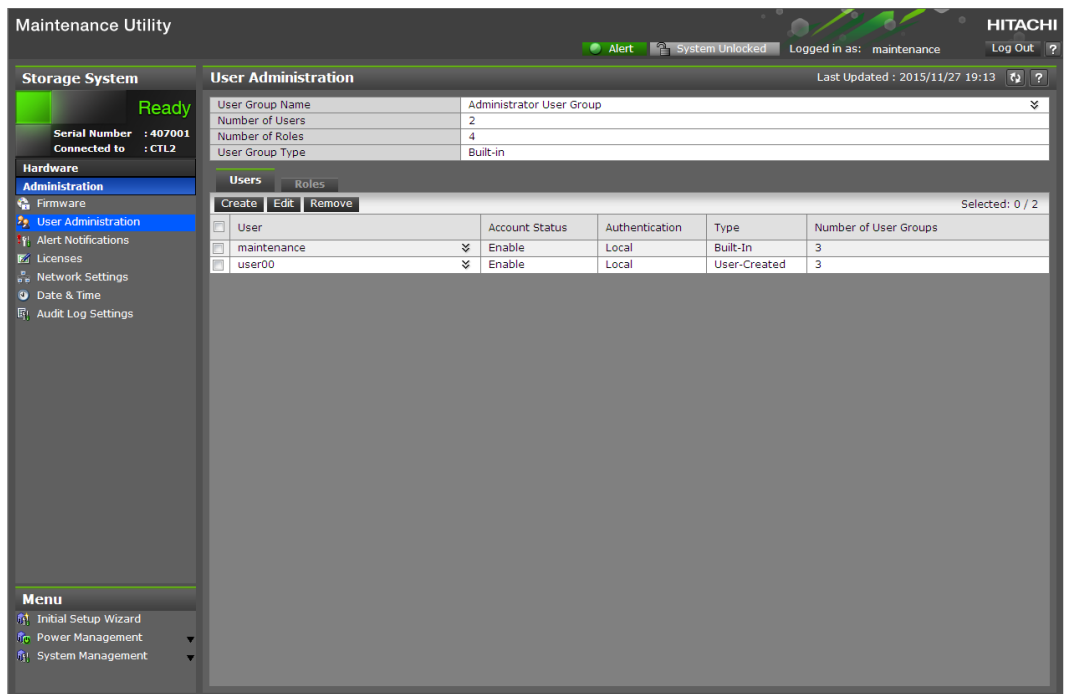 Maintenance Utility
HITACHI
Alert System Unlocked Logged in as: maintenance Log Out ?
Storage System
Ready
Serial Number : 407001
Connected to : CTL2
Hardware
Administration
Firmware
User Administration
Alert Notifications
Licenses
Network Settings
Date & Time
Audit Log Settings
Menu
Initial Setup Wizard
Power Management
System Management
User Administration Last Updated : 2015/11/27 19:13 ?
User Group Name Administrator User Group
Number of Users 2
Number of Roles 4
User Group Type Built-in
Users Roles
Create Edit Remove Selected: 0 / 2
User Account Status Authentication Type Number of User Groups
maintenance Enable Local Built-In 3
user00 Enable Local User-Created 3